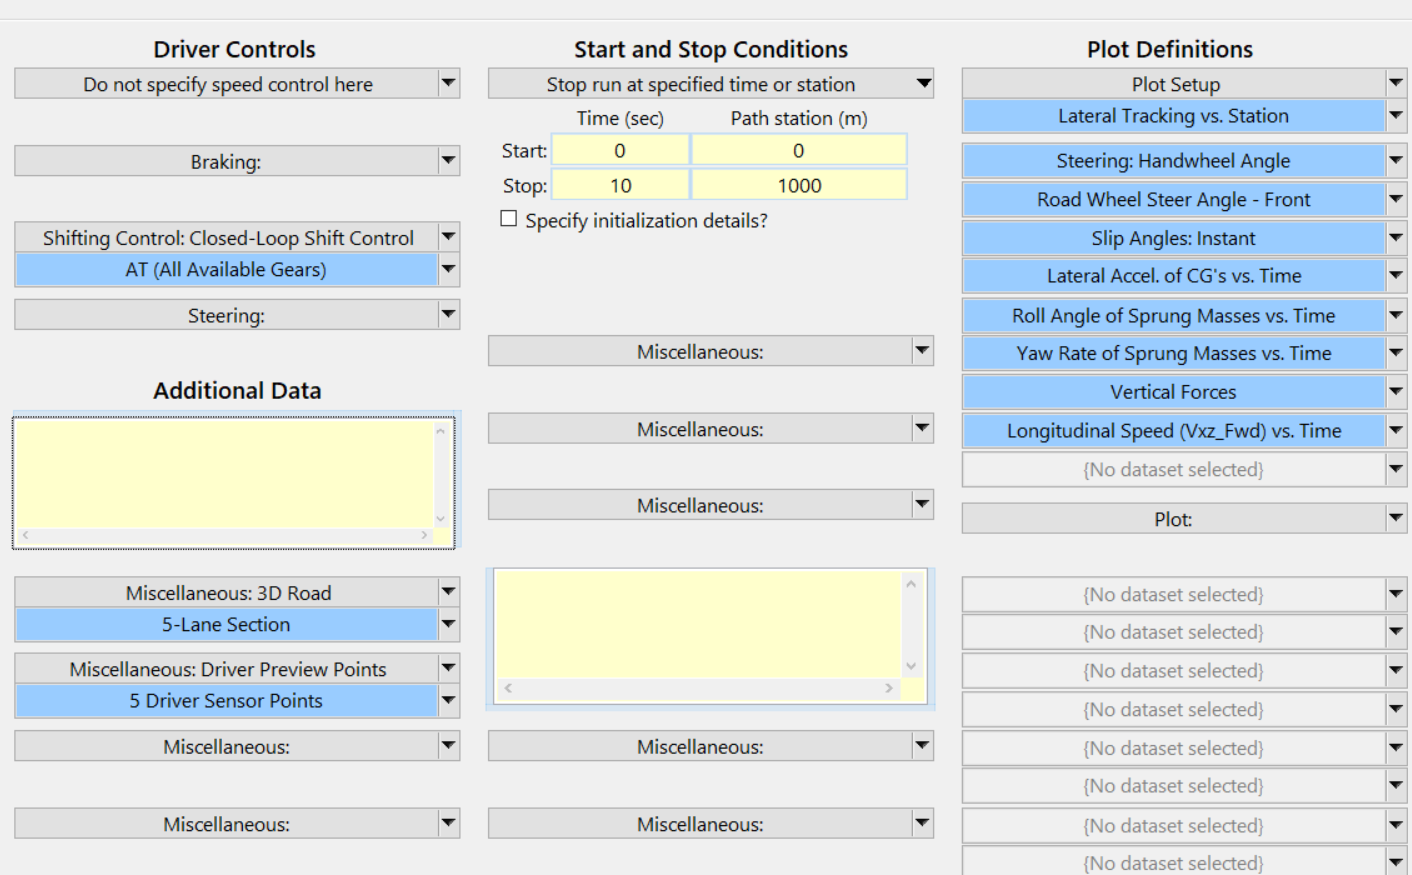 Driver Controls
Do not specify speed control here
Braking:
Shifting Control: Closed-Loop Shift Control
AT (All Available Gears)
Steering:
Additional Data
Miscellaneous: 3D Road
5-Lane Section
Miscellaneous: Driver Preview Points
5 Driver Sensor Points
Miscellaneous:
Miscellaneous:
Start and Stop Conditions
Stop run at specified time or station
Time (sec) Path station (m)
Start: 0 0
Stop: 10 1000
Specify initialization details?
Miscellaneous:
Miscellaneous:
Miscellaneous:
Miscellaneous:
Miscellaneous:
Plot Definitions
Plot Setup
Lateral Tracking vs. Station
Steering: Handwheel Angle
Road Wheel Steer Angle - Front
Slip Angles: Instant
Lateral Accel. of CG's vs. Time
Roll Angle of Sprung Masses vs. Time
Yaw Rate of Sprung Masses vs. Time
Vertical Forces
Longitudinal Speed (Vxz_Fwd) vs. Time
{No dataset selected}
Plot:
{No dataset selected}
{No dataset selected}
{No dataset selected}
{No dataset selected}
{No dataset selected}
{No dataset selected}
{No dataset selected}
{No dataset selected}